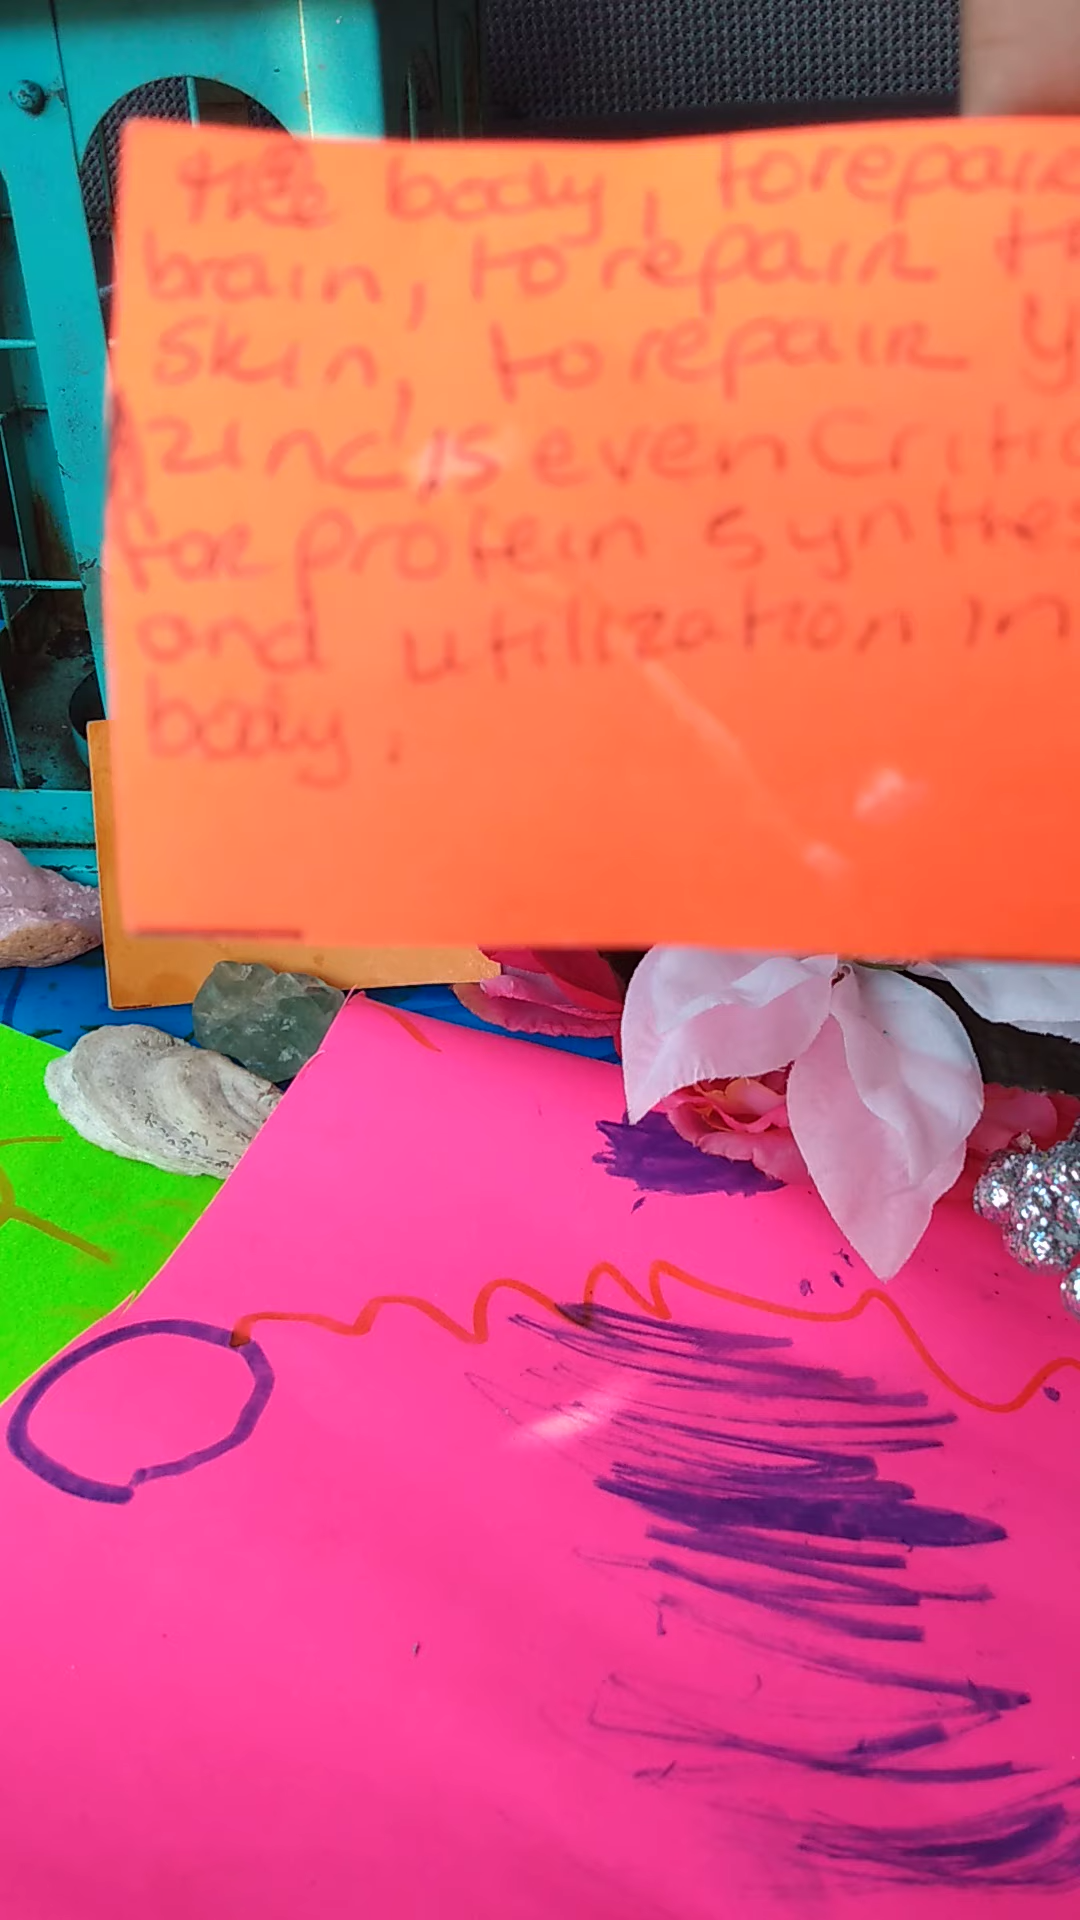 the body, to repair
brain, to repair
skin, to repair
zinc, is even
for protein
and utilization in
body.